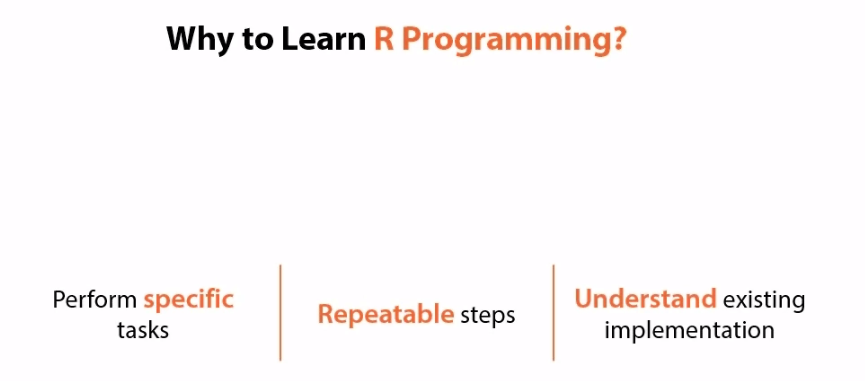 Why to Learn R Programming?
Perform specific
tasks
Repeatable steps
Understand existing
implementation